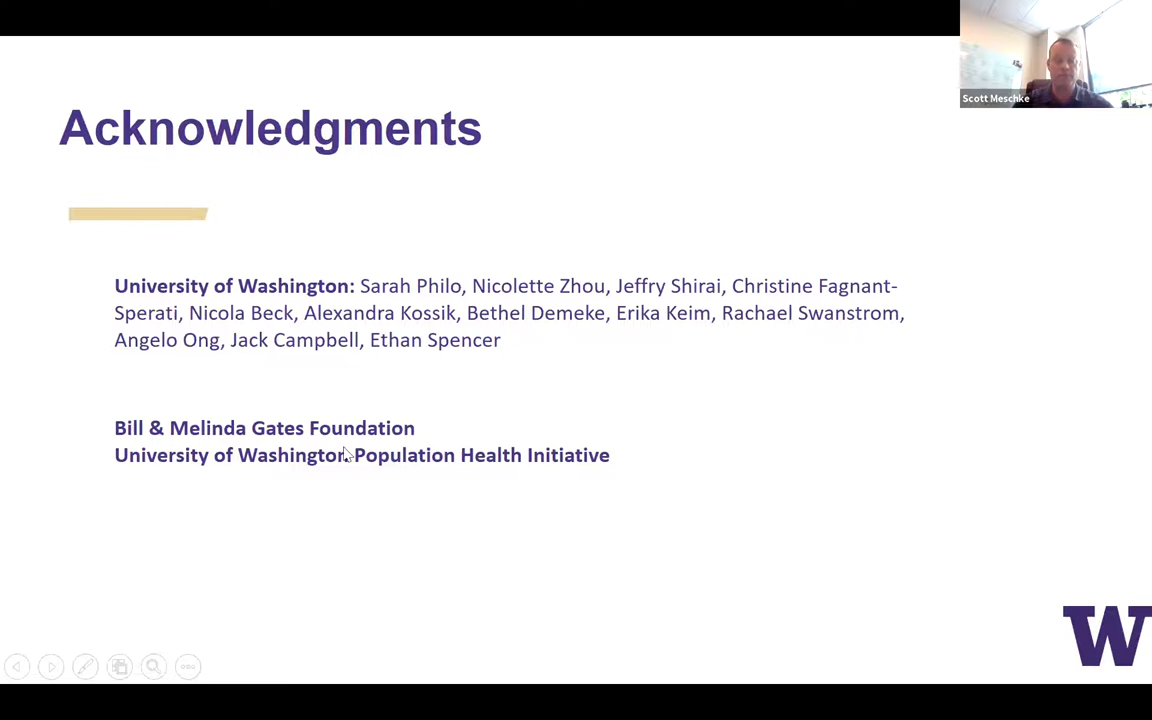 Scott Meschke
Acknowledgments
University of Washington: Sarah Philo, Nicolette Zhou, Jeffry Shirai, Christine Fagnant-
Sperati, Nicola Beck, Alexandra Kossik, Bethel Demeke, Erika Keim, Rachael Swanstrom,
Angelo Ong, Jack Campbell, Ethan Spencer
Bill & Melinda Gates Foundation
University of Washington Population Health Initiative
W